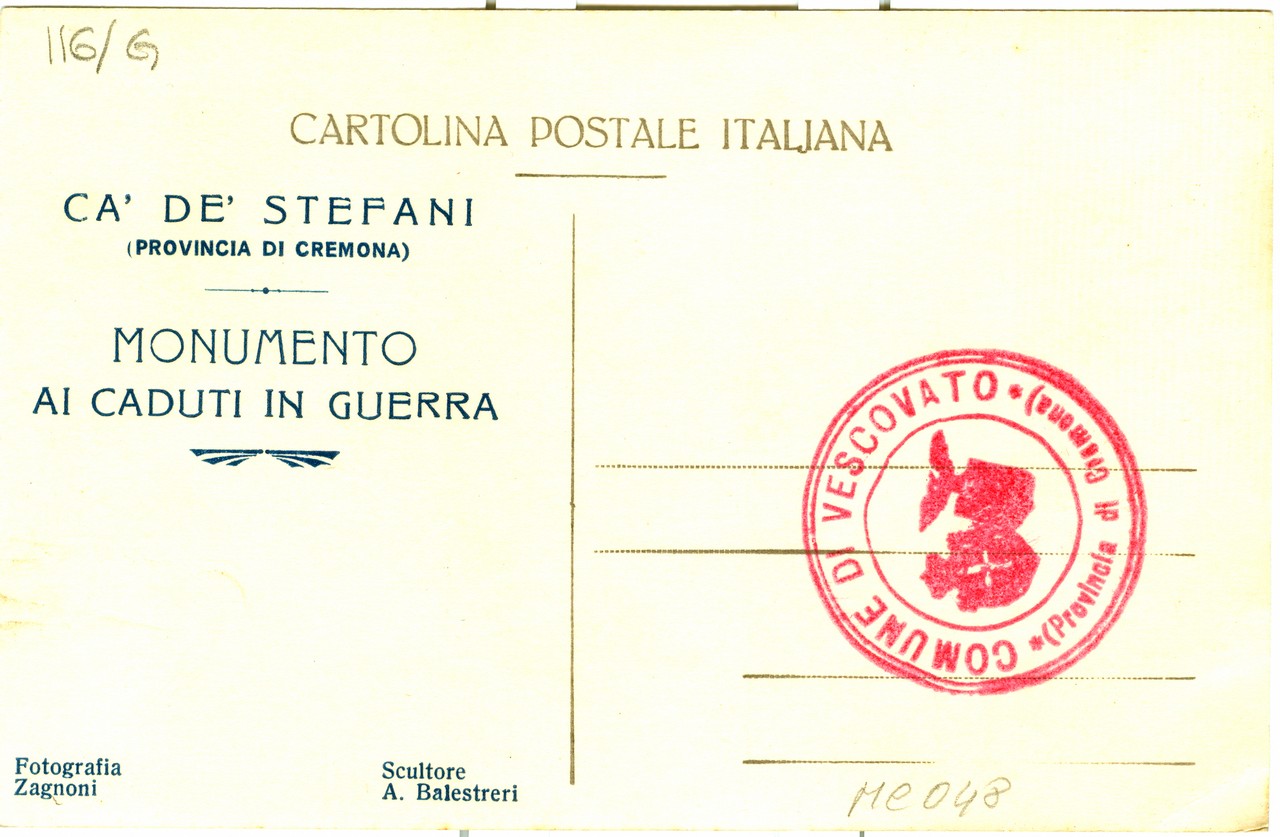 116/G
CARTOLINA POSTALE ITALIANA
CA' DE' STEFANI
(PROVINCIA DI CREMONA)
MONUMENTO
AI CADUTI IN GUERRA
COMUNE DI VESCOVATO *
*(Provincia di Cremona)
Fotografia
Zagnoni
Scultore
A. Balestreri
MC 048